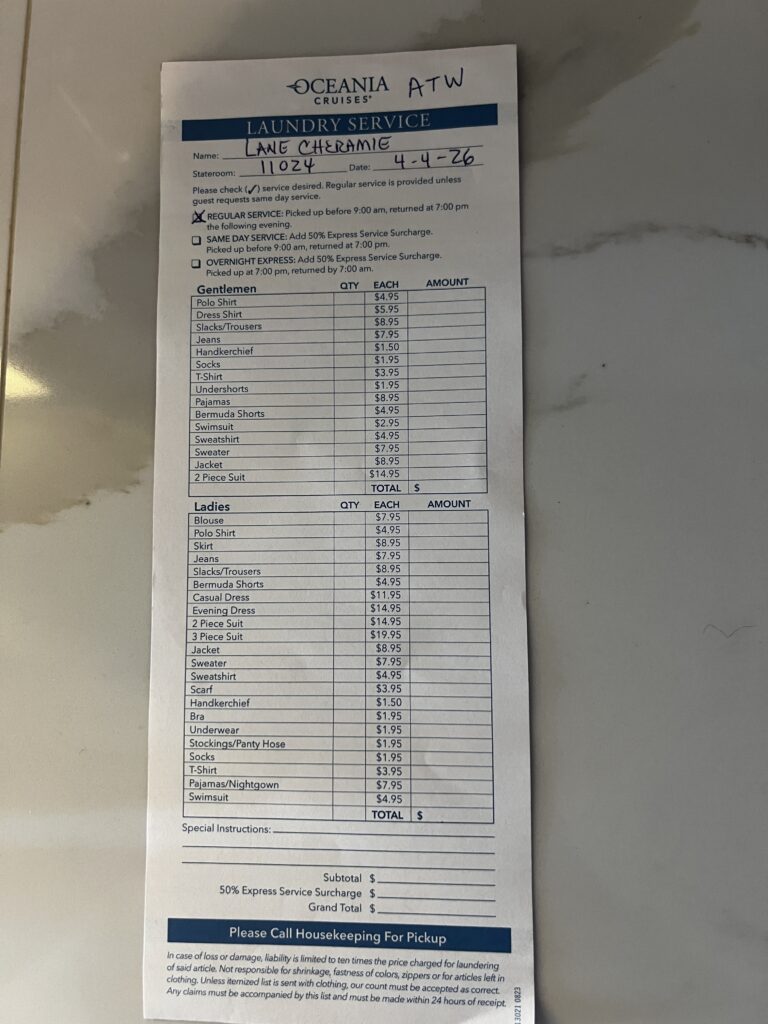 OCEANIA ATW
CRUISES®
LAUNDRY SERVICE
Name: LANE CHERAMIE
Stateroom: 11024 Date: 4-4-26
Please check (✓) service desired. Regular service is provided unless
guest requests same day service.
REGULAR SERVICE: Picked up before 9:00 am, returned at 7:00 pm
the following evening.
SAME DAY SERVICE: Add 50% Express Service Surcharge.
Picked up before 9:00 am, returned at 7:00 pm.
OVERNIGHT EXPRESS: Add 50% Express Service Surcharge.
Picked up at 7:00 pm, returned by 7:00 am.
Gentlemen QTY EACH AMOUNT
Polo Shirt $4.95
Dress Shirt $5.95
Slacks/Trousers $8.95
Jeans $7.95
Handkerchief $1.50
Socks $1.95
T-Shirt $3.95
Undershorts $1.95
Pajamas $8.95
Bermuda Shorts $4.95
Swimsuit $2.95
Sweatshirt $4.95
Sweater $7.95
Jacket $8.95
2 Piece Suit $14.95
TOTAL $
Ladies QTY EACH AMOUNT
Blouse $7.95
Polo Shirt $4.95
Skirt $8.95
Jeans $7.95
Slacks/Trousers $8.95
Bermuda Shorts $4.95
Casual Dress $11.95
Evening Dress $14.95
2 Piece Suit $14.95
3 Piece Suit $19.95
Jacket $8.95
Sweater $7.95
Sweatshirt $4.95
Scarf $3.95
Handkerchief $1.50
Bra $1.95
Underwear $1.95
Stockings/Panty Hose $1.95
Socks $1.95
T-Shirt $3.95
Pajamas/Nightgown $7.95
Swimsuit $4.95
TOTAL $
Special Instructions:
Subtotal $
50% Express Service Surcharge $
Grand Total $
Please Call Housekeeping For Pickup
In case of loss or damage, liability is limited to ten times the price charged for laundering
of said article. Not responsible for shrinkage, fastness of colors, zippers or for articles left in
clothing. Unless itemized list is sent with clothing, our count must be accepted as correct.
Any claims must be accompanied by this list and must be made within 24 hours of receipt.
13021 0823